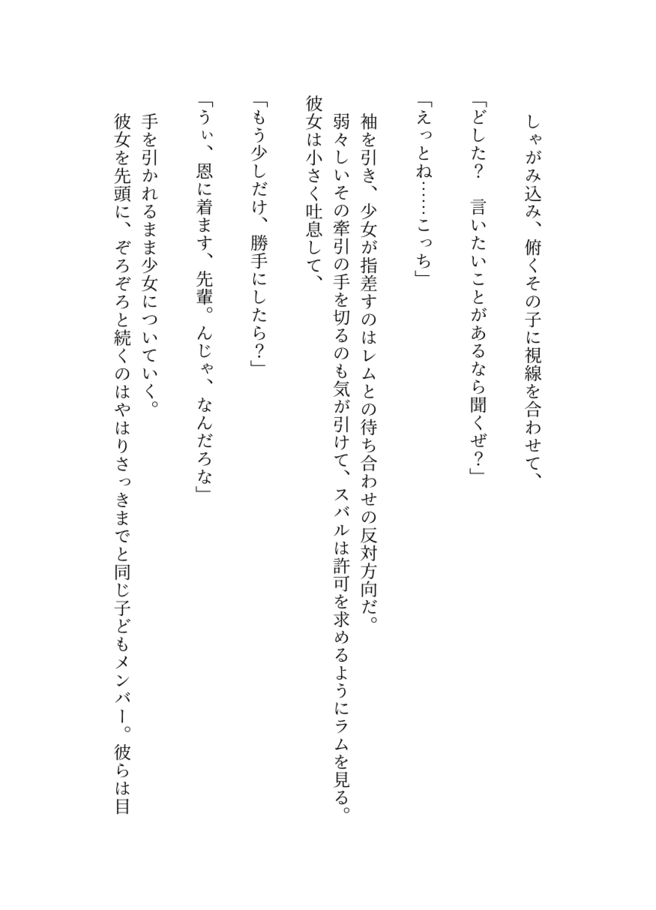 しゃがみ込み、俯くその子に視線を合わせて、
「どした？　言いたいことがあるなら聞くぜ？」
「えっとね……こっち」
袖を引き、少女が指差すのはレムとの待ち合わせの反対方向だ。
弱々しいその牽引の手を切るのも気が引けて、スバルは許可を求めるようにラムを見る。
彼女は小さく吐息して、
「もう少しだけ、勝手にしたら？」
「うぃ、恩に着ます、先輩。んじゃ、なんだろな」
手を引かれるまま少女についていく。
彼女を先頭に、ぞろぞろと続くのはやはりさっきまでと同じ子どもメンバー。彼らは目